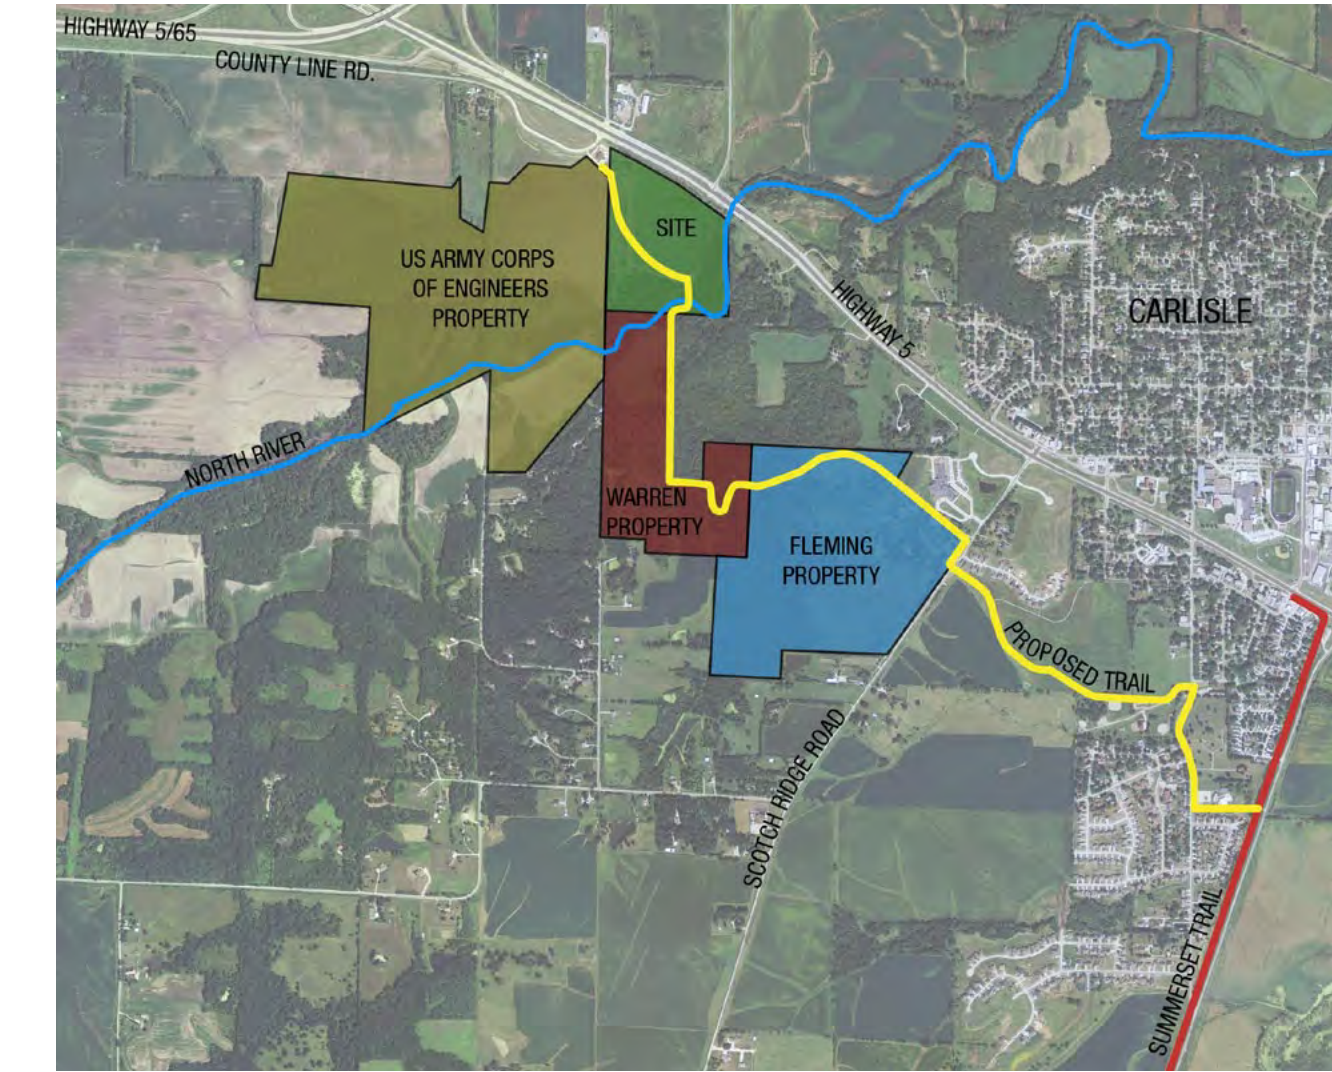 HIGHWAY 5/65
COUNTY LINE RD.
SITE
US ARMY CORPS
OF ENGINEERS
PROPERTY
HIGHWAY 5
CARLISLE
NORTH RIVER
WARREN
PROPERTY
FLEMING
PROPERTY
PROPOSED TRAIL
SCOTCH RIDGE ROAD
SUMMERSET TRAIL